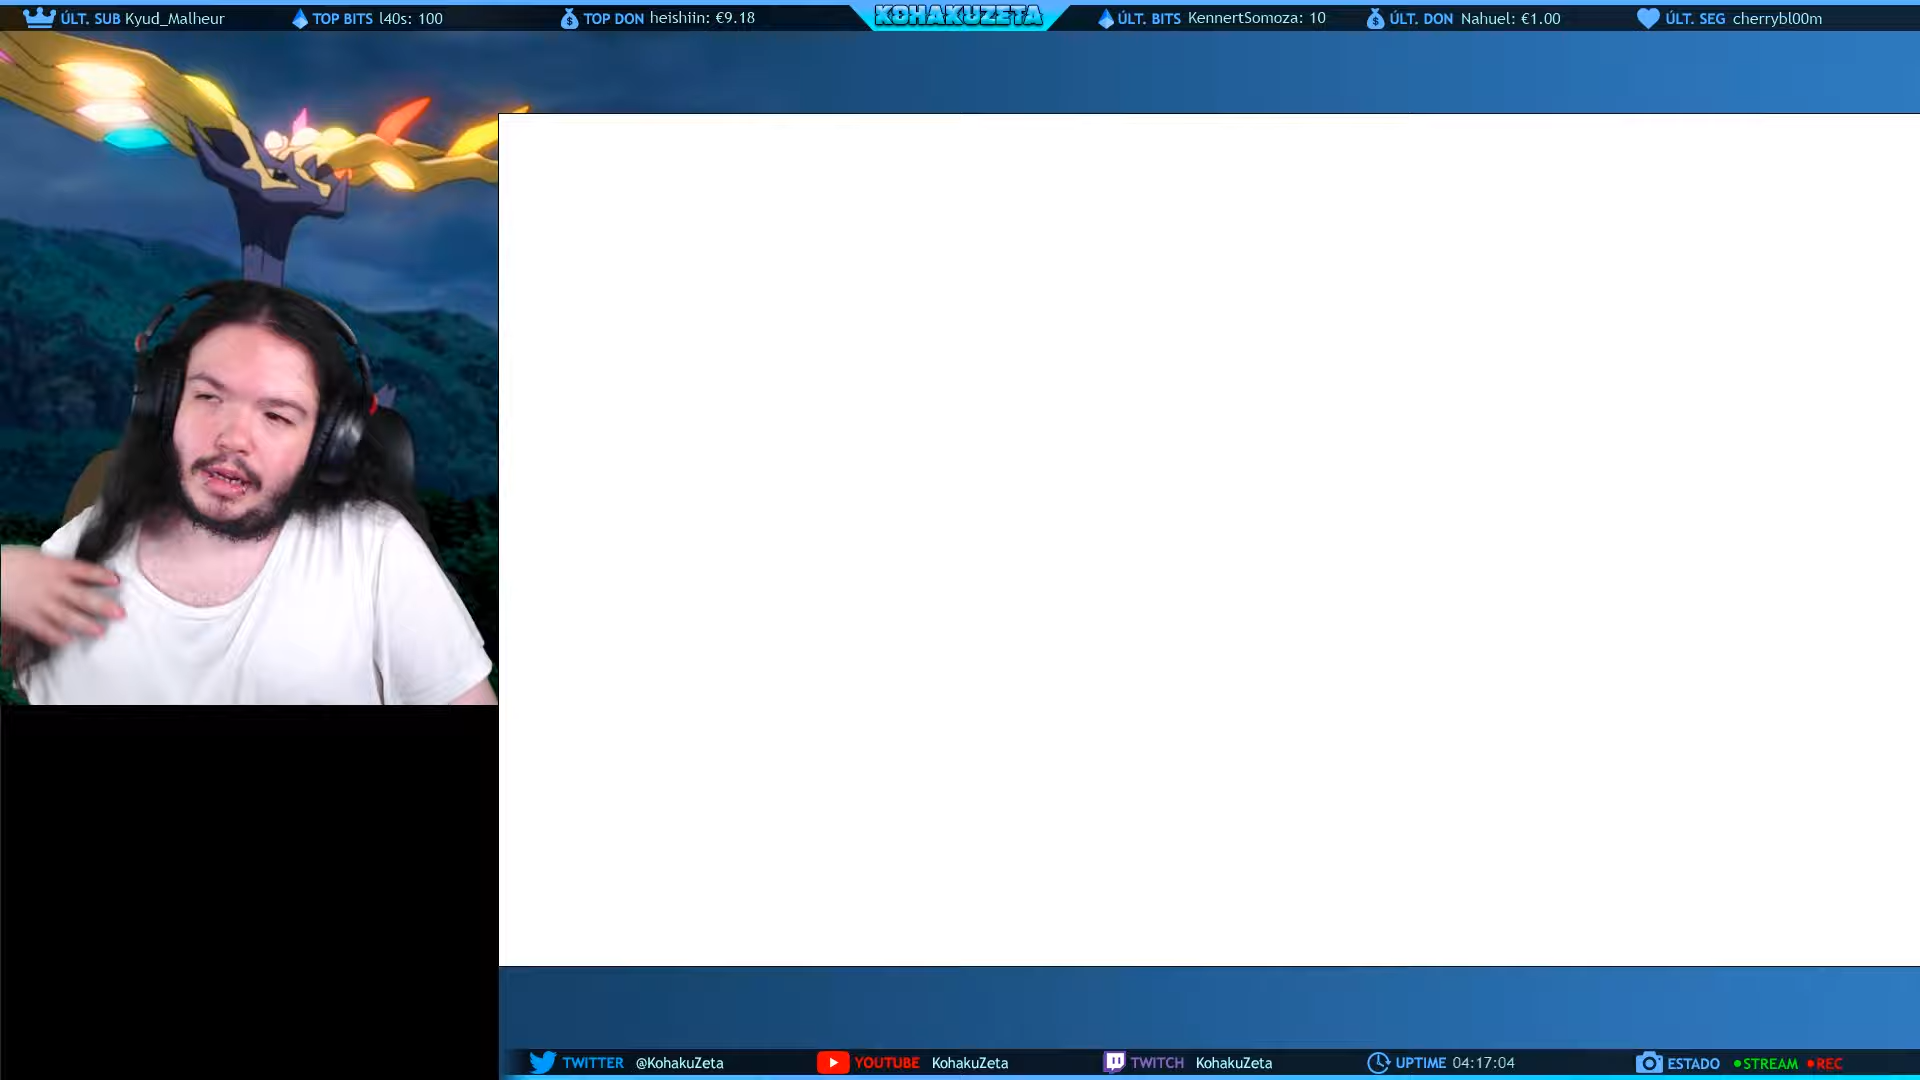 ÚLT. SUB Kyud_Malheur TOP BITS l40s: 100 TOP DON heishiin: €9.18 KOHAKUZETA ÚLT. BITS KennertSomoza: 10 ÚLT. DON Nahuel: €1.00 ÚLT. SEG cherrybl00m
TWITTER @KohakuZeta YOUTUBE KohakuZeta TWITCH KohakuZeta UPTIME 04:17:04 ESTADO •STREAM •REC